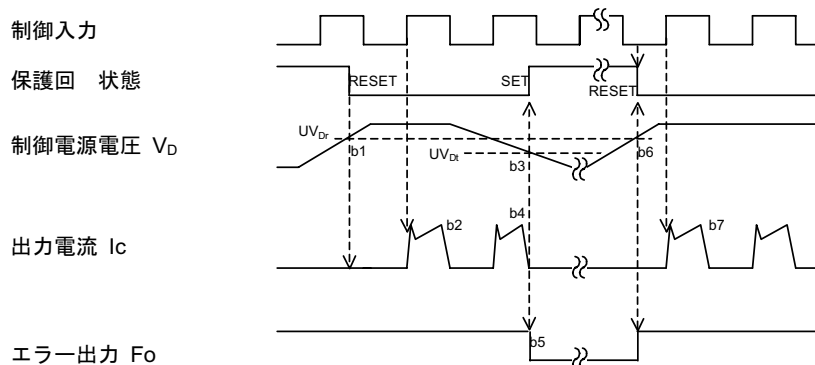 制御入力
保護回 状態
RESET
SET
RESET
制御電源電圧 VD
UVDr
b1
UVDt
b3
b6
出力電流 Ic
b2
b4
b7
エラー出力 Fo
b5